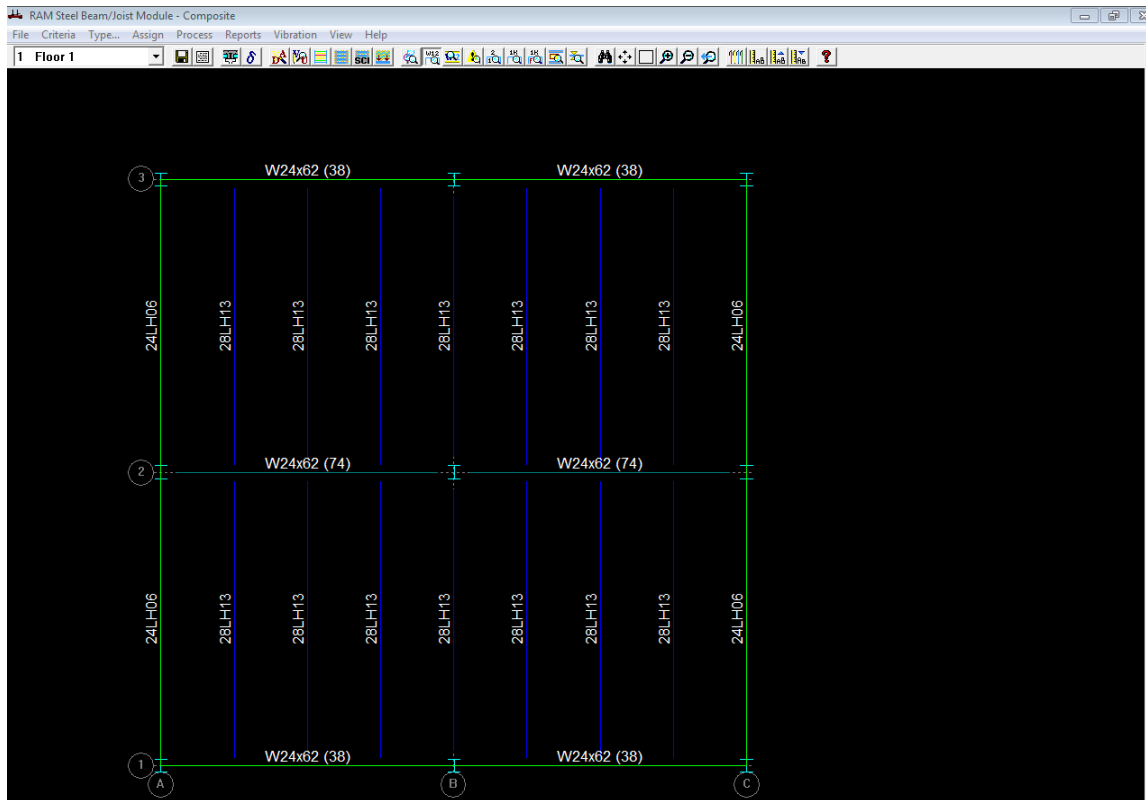 RAM Steel Beam/Joist Module - Composite
File Criteria Type... Assign Process Reports Vibration View Help
1 Floor 1
SCI
W12
W24x62 (38) W24x62 (38)
3
24LH06 28LH13 28LH13 28LH13 28LH13 28LH13 28LH13 28LH13 24LH06
W24x62 (74) W24x62 (74)
2
24LH06 28LH13 28LH13 28LH13 28LH13 28LH13 28LH13 28LH13 24LH06
W24x62 (38) W24x62 (38)
1
A B C